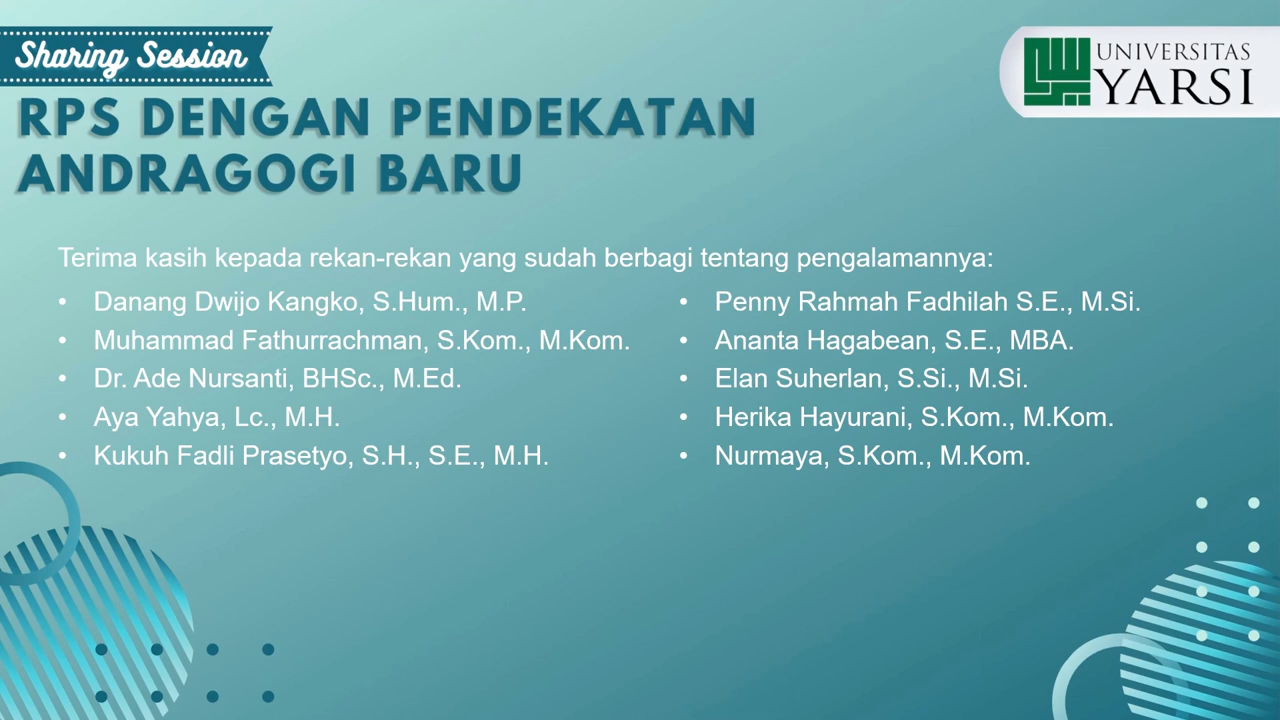 Sharing Session
UNIVERSITAS
YARSI
RPS DENGAN PENDEKATAN
ANDRAGOGI BARU
Terima kasih kepada rekan-rekan yang sudah berbagi tentang pengalamannya:
• Danang Dwijo Kangko, S.Hum., M.P.
• Muhammad Fathurrachman, S.Kom., M.Kom.
• Dr. Ade Nursanti, BHSc., M.Ed.
• Aya Yahya, Lc., M.H.
• Kukuh Fadli Prasetyo, S.H., S.E., M.H.
• Penny Rahmah Fadhilah S.E., M.Si.
• Ananta Hagabean, S.E., MBA.
• Elan Suherlan, S.Si., M.Si.
• Herika Hayurani, S.Kom., M.Kom.
• Nurmaya, S.Kom., M.Kom.